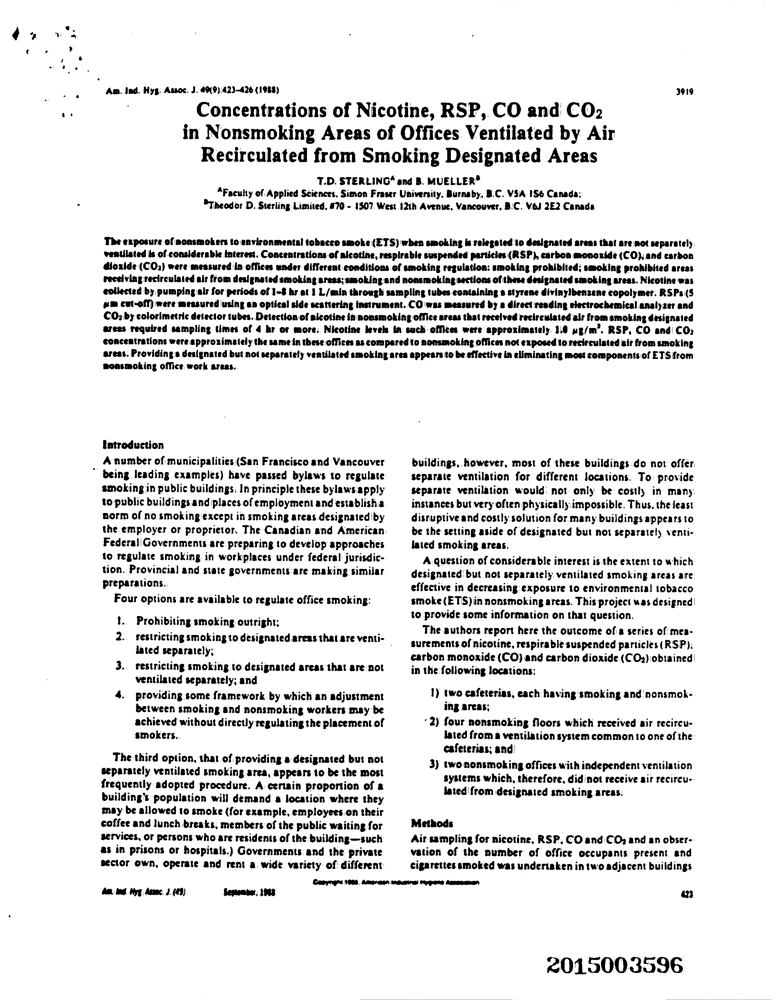 Am. Ind. Hyg. Assoc. J. 49(9):423-426 (1988)
3919
Concentrations of Nicotine, RSP, CO and CO₂
in Nonsmoking Areas of Offices Ventilated by Air
Recirculated from Smoking Designated Areas
T.D. STERLINGᴬ and B. MUELLERᴮ
ᴬFaculty of Applied Sciences, Simon Fraser University, Burnaby, B.C. V5A 1S6 Canada;
ᴮTheodor D. Sterling Limited, #70 - 1507 West 12th Avenue, Vancouver, B.C. V6J 2E2 Canada
The exposure of nonsmokers to environmental tobacco smoke (ETS) when smoking is relegated to designated areas that are not separately
ventilated is of considerable interest. Concentrations of nicotine, respirable suspended particles (RSP), carbon monoxide (CO), and carbon
dioxide (CO₂) were measured in offices under different conditions of smoking regulation: smoking prohibited; smoking prohibited areas
receiving recirculated air from designated smoking areas; smoking and nonsmoking sections of these designated smoking areas. Nicotine was
collected by pumping air for periods of 1-8 hr at 1 L/min through sampling tubes containing a styrene divinylbenzene copolymer. RSPs (5
μm cut-off) were measured using an optical side scattering instrument. CO was measured by a direct reading electrochemical analyzer and
CO₂ by colorimetric detector tubes. Detection of nicotine in nonsmoking office areas that received recirculated air from smoking designated
areas required sampling times of 4 hr or more. Nicotine levels in such offices were approximately 1.0 μg/m³. RSP, CO and CO₂
concentrations were approximately the same in these offices as compared to nonsmoking offices not exposed to recirculated air from smoking
areas. Providing a designated but not separately ventilated smoking area appears to be effective in eliminating most components of ETS from
nonsmoking office work areas.
Introduction
A number of municipalities (San Francisco and Vancouver
being leading examples) have passed bylaws to regulate
smoking in public buildings. In principle these bylaws apply
to public buildings and places of employment and establish a
norm of no smoking except in smoking areas designated by
the employer or proprietor. The Canadian and American
Federal Governments are preparing to develop approaches
to regulate smoking in workplaces under federal jurisdic-
tion. Provincial and state governments are making similar
preparations.
Four options are available to regulate office smoking:
1. Prohibiting smoking outright;
2. restricting smoking to designated areas that are venti-
lated separately;
3. restricting smoking to designated areas that are not
ventilated separately; and
4. providing some framework by which an adjustment
between smoking and nonsmoking workers may be
achieved without directly regulating the placement of
smokers.
The third option, that of providing a designated but not
separately ventilated smoking area, appears to be the most
frequently adopted procedure. A certain proportion of a
building's population will demand a location where they
may be allowed to smoke (for example, employees on their
coffee and lunch breaks, members of the public waiting for
services, or persons who are residents of the building—such
as in prisons or hospitals.) Governments and the private
sector own, operate and rent a wide variety of different
buildings, however, most of these buildings do not offer
separate ventilation for different locations. To provide
separate ventilation would not only be costly in many
instances but very often physically impossible. Thus, the least
disruptive and costly solution for many buildings appears to
be the setting aside of designated but not separately venti-
lated smoking areas.
A question of considerable interest is the extent to which
designated but not separately ventilated smoking areas are
effective in decreasing exposure to environmental tobacco
smoke (ETS) in nonsmoking areas. This project was designed
to provide some information on that question.
The authors report here the outcome of a series of mea-
surements of nicotine, respirable suspended particles (RSP),
carbon monoxide (CO) and carbon dioxide (CO₂) obtained
in the following locations:
1) two cafeterias, each having smoking and nonsmok-
ing areas;
2) four nonsmoking floors which received air recircu-
lated from a ventilation system common to one of the
cafeterias; and
3) two nonsmoking offices with independent ventilation
systems which, therefore, did not receive air recircu-
lated from designated smoking areas.
Methods
Air sampling for nicotine, RSP, CO and CO₂ and an obser-
vation of the number of office occupants present and
cigarettes smoked was undertaken in two adjacent buildings
Copyright 1988, American Industrial Hygiene Association
Am. Ind. Hyg. Assoc. J. (49)
September, 1988
423
2015003596